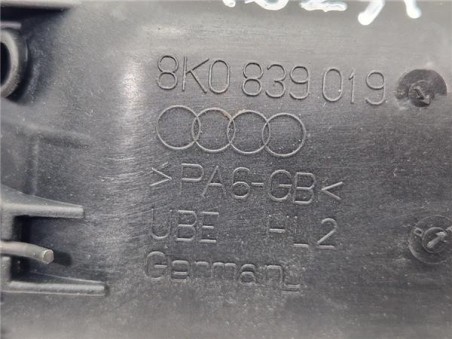 8K0 839 019
>PA6-GB<
UBE HL2
Germany